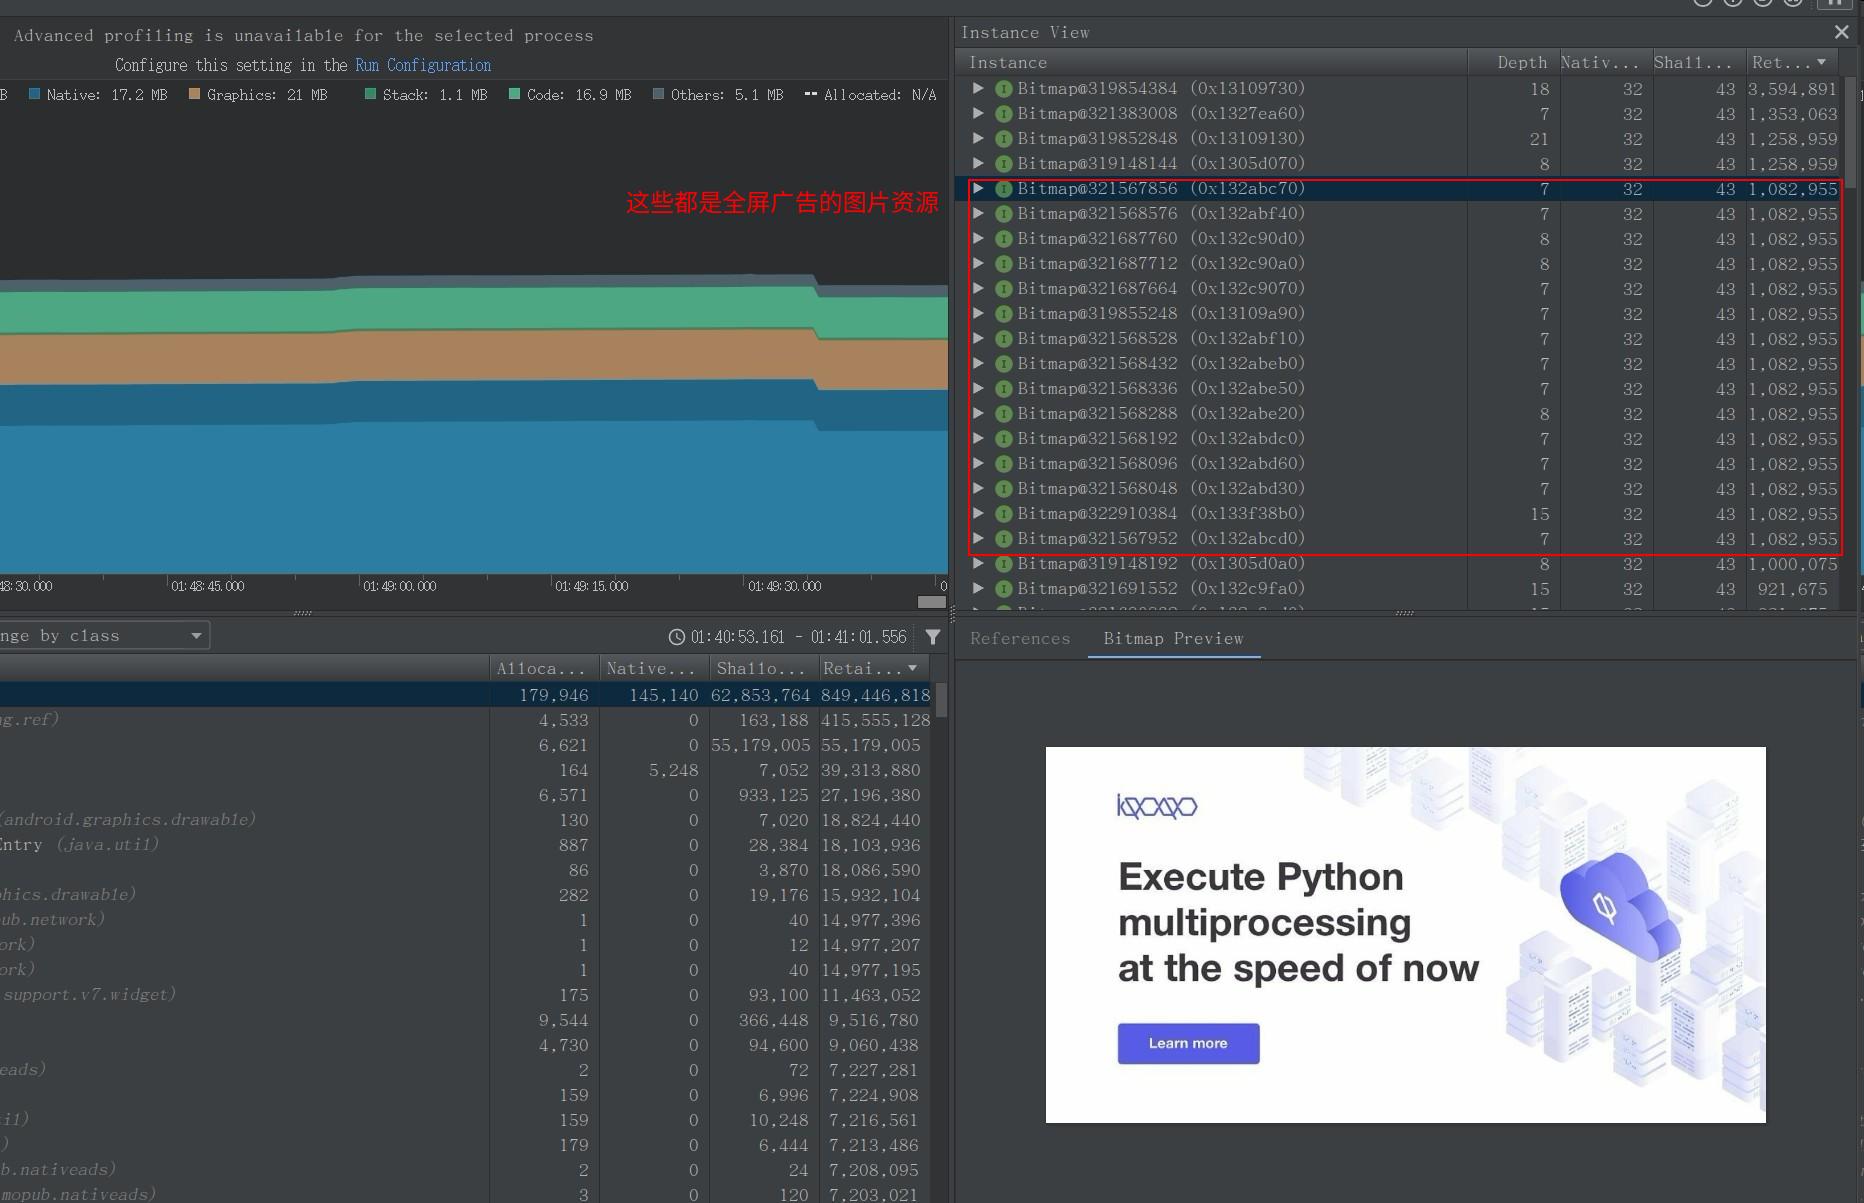 Advanced profiling is unavailable for the selected process
Configure this setting in the Run Configuration
B Native: 17.2 MB Graphics: 21 MB Stack: 1.1 MB Code: 16.9 MB Others: 5.1 MB Allocated: N/A
这些都是全屏广告的图片资源
48:30.000 01:48:45.000 01:49:00.000 01:49:15.000 01:49:30.000 0
nge by class 01:40:53.161 - 01:41:01.556
Alloca... Native... Shallo... Retai...
179,946 145,140 62,853,764 849,446,818
ng.ref) 4,533 0 163,188 415,555,128
6,621 0 55,179,005 55,179,005
164 5,248 7,052 39,313,880
6,571 0 933,125 27,196,380
(android.graphics.drawable) 130 0 7,020 18,824,440
Entry (java.util) 887 0 28,384 18,103,936
86 0 3,870 18,086,590
phics.drawable) 282 0 19,176 15,932,104
ub.network) 1 0 40 14,977,396
ork) 1 0 12 14,977,207
ork) 1 0 40 14,977,195
.support.v7.widget) 175 0 93,100 11,463,052
9,544 0 366,448 9,516,780
4,730 0 94,600 9,060,438
eads) 2 0 72 7,227,281
159 0 6,996 7,224,908
til) 159 0 10,248 7,216,561
) 179 0 6,444 7,213,486
b.nativeads) 2 0 24 7,208,095
mopub.nativeads) 3 0 120 7,203,021
Instance View
Instance Depth Nativ... Shall... Ret...
Bitmap@319854384 (0x13109730) 18 32 43 3,594,891
Bitmap@321383008 (0x1327ea60) 7 32 43 1,353,063
Bitmap@319852848 (0x13109130) 21 32 43 1,258,959
Bitmap@319148144 (0x1305d070) 8 32 43 1,258,959
Bitmap@321567856 (0x132abc70) 7 32 43 1,082,955
Bitmap@321568576 (0x132abf40) 7 32 43 1,082,955
Bitmap@321687760 (0x132c90d0) 8 32 43 1,082,955
Bitmap@321687712 (0x132c90a0) 8 32 43 1,082,955
Bitmap@321687664 (0x132c9070) 7 32 43 1,082,955
Bitmap@319855248 (0x13109a90) 7 32 43 1,082,955
Bitmap@321568528 (0x132abf10) 7 32 43 1,082,955
Bitmap@321568432 (0x132abeb0) 7 32 43 1,082,955
Bitmap@321568336 (0x132abe50) 7 32 43 1,082,955
Bitmap@321568288 (0x132abe20) 8 32 43 1,082,955
Bitmap@321568192 (0x132abdc0) 7 32 43 1,082,955
Bitmap@321568096 (0x132abd60) 7 32 43 1,082,955
Bitmap@321568048 (0x132abd30) 7 32 43 1,082,955
Bitmap@322910384 (0x133f38b0) 15 32 43 1,082,955
Bitmap@321567952 (0x132abcd0) 7 32 43 1,082,955
Bitmap@319148192 (0x1305d0a0) 8 32 43 1,000,075
Bitmap@321691552 (0x132c9fa0) 15 32 43 921,675
References Bitmap Preview
Execute Python
multiprocessing
at the speed of now
Learn more